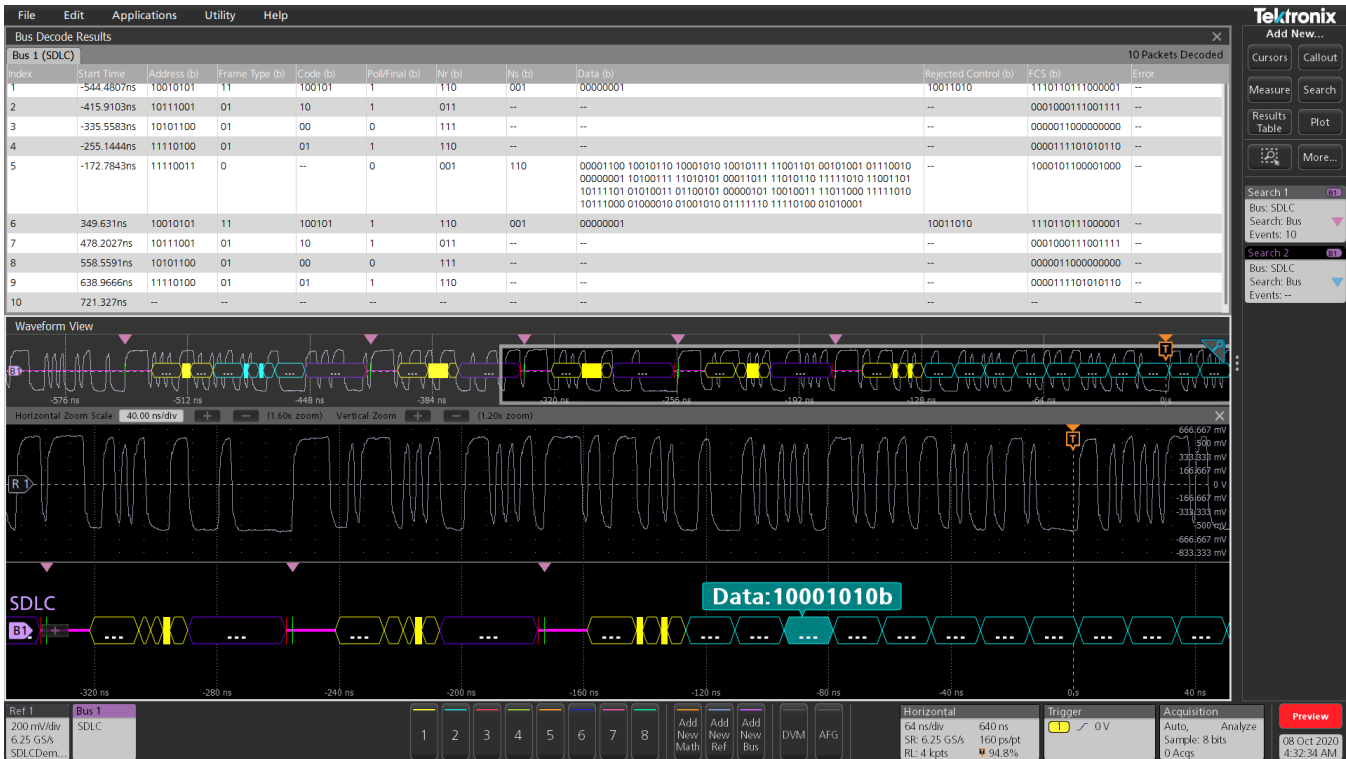 File Edit Applications Utility Help
Tektronix
Add New...
Bus Decode Results
Bus 1 (SDLC) 10 Packets Decoded
Index Start Time Address (b) Frame Type (b) Code (b) Poll/Final (b) Nr (b) Ns (b) Data (b) Rejected Control (b) FCS (b) Error
1 -544.4807ns 10010101 11 100101 1 110 001 00000001 10011010 1110110111000001 --
2 -415.9103ns 10111001 01 10 1 011 -- -- -- 0001000111001111 --
3 -335.5583ns 10101100 01 00 0 111 -- -- -- 0000011000000000 --
4 -255.1444ns 11110100 01 01 1 110 -- -- -- 0000111101010110 --
5 -172.7843ns 11110011 0 -- 0 001 110 00001100 10010110 10001010 10010111 11001101 00101001 01110010 -- 1000101100001000 --
00000001 10100111 11010101 00011011 11010110 11111010 11001101
10111101 01010011 01100101 00000101 10010011 11011000 11111010
10111000 01000010 01001010 01111110 11110100 01010001
6 349.631ns 10010101 11 100101 1 110 001 00000001 10011010 1110110111000001 --
7 478.2027ns 10111001 01 10 1 011 -- -- -- 0001000111001111 --
8 558.5591ns 10101100 01 00 0 111 -- -- -- 0000011000000000 --
9 638.9666ns 11110100 01 01 1 110 -- -- -- 0000111101010110 --
10 721.327ns -- -- -- -- -- -- -- -- -- --
Cursors Callout
Measure Search
Results Table Plot
More...
Search 1 B1
Bus: SDLC
Search: Bus
Events: 10
Search 2 B1
Bus: SDLC
Search: Bus
Events: --
Waveform View
T
B1 ... ... ... ... ... ... ... ... ... ... ... ... ... ... ... ... ...
-576 ns -512 ns -448 ns -384 ns -320 ns -256 ns -192 ns -128 ns -64 ns 0s
Horizontal Zoom Scale 40.00 ns/div + − (1.60x zoom) Vertical Zoom + − (1.20x zoom)
T
666.667 mV
500 mV
333.333 mV
166.667 mV
R 1 0 V
-166.667 mV
-333.333 mV
-500 mV
-666.667 mV
-833.333 mV
Data:10001010b
SDLC
B1 + ... ... ... ... ... ... ... ... ... ... ... ... ... ... ... ...
-320 ns -280 ns -240 ns -200 ns -160 ns -120 ns -80 ns -40 ns 0s 40 ns
Ref 1
200 mV/div
6.25 GS/s
SDLCDem...
Bus 1
SDLC
1 2 3 4 5 6 7 8
Add New Math
Add New Ref
Add New Bus
DVM AFG
Horizontal
64 ns/div 640 ns
SR: 6.25 GS/s 160 ps/pt
RL: 4 kpts 94.8%
Trigger
1 0 V
Acquisition
Auto, Analyze
Sample: 8 bits
0 Acqs
Preview
08 Oct 2020
4:32:34 AM